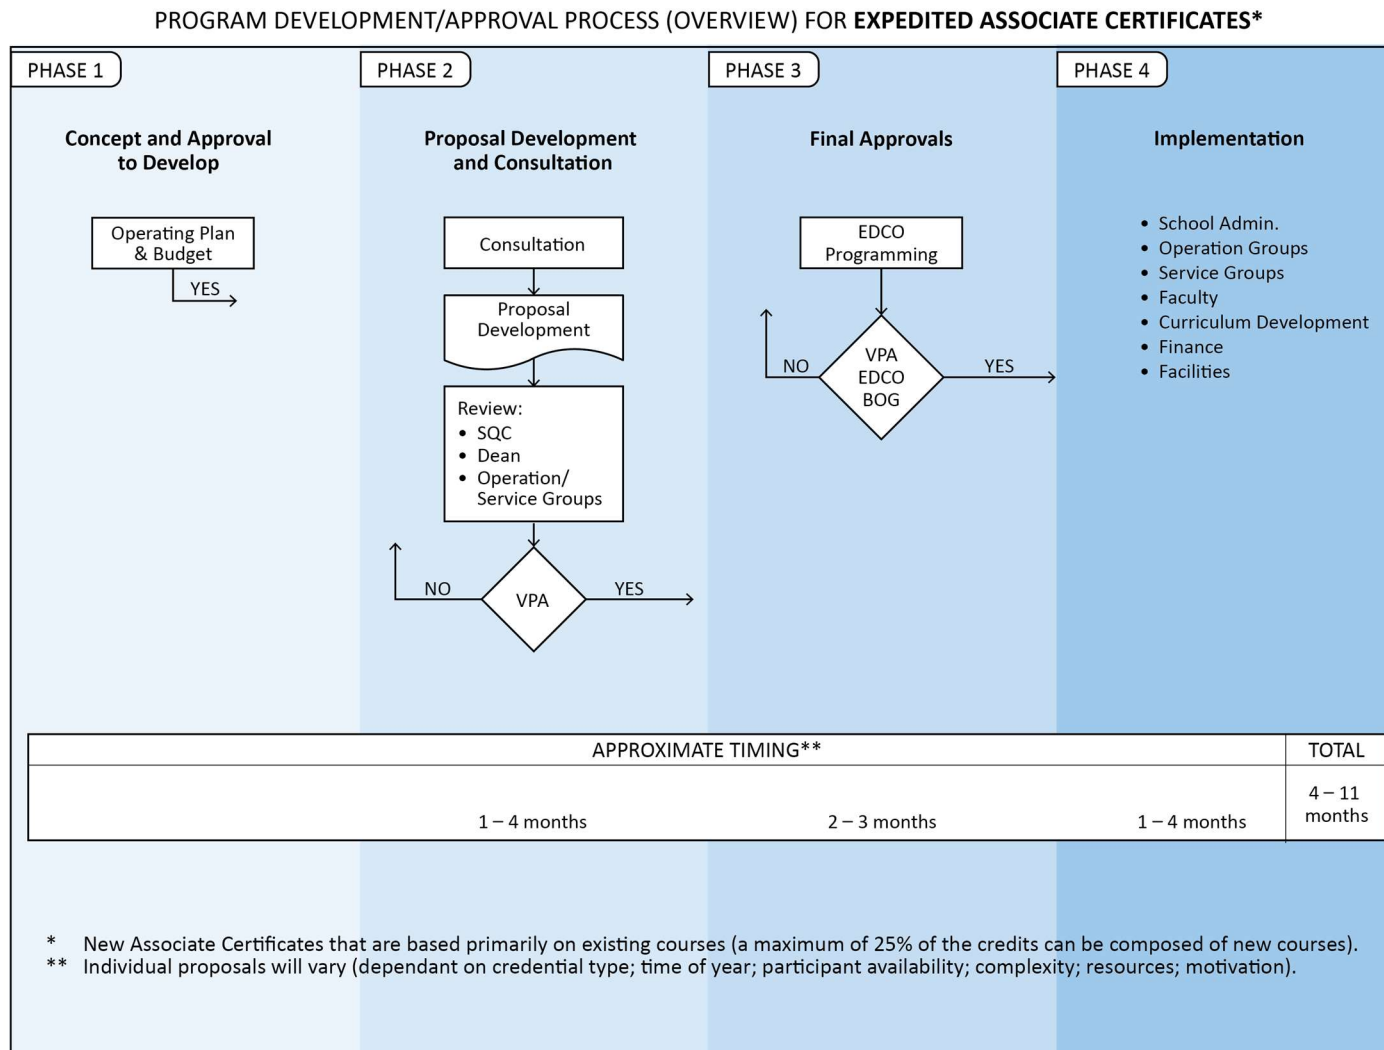 PROGRAM DEVELOPMENT/APPROVAL PROCESS (OVERVIEW) FOR EXPEDITED ASSOCIATE CERTIFICATES*
PHASE 1
Concept and Approval
to Develop
Operating Plan
& Budget
YES
PHASE 2
Proposal Development
and Consultation
Consultation
Proposal
Development
Review:
• SQC
• Dean
• Operation/
Service Groups
VPA
NO
YES
PHASE 3
Final Approvals
EDCO
Programming
VPA
EDCO
BOG
NO
YES
PHASE 4
Implementation
• School Admin.
• Operation Groups
• Service Groups
• Faculty
• Curriculum Development
• Finance
• Facilities
APPROXIMATE TIMING**
TOTAL
1 – 4 months
2 – 3 months
1 – 4 months
4 – 11
months
* New Associate Certificates that are based primarily on existing courses (a maximum of 25% of the credits can be composed of new courses).
** Individual proposals will vary (dependant on credential type; time of year; participant availability; complexity; resources; motivation).